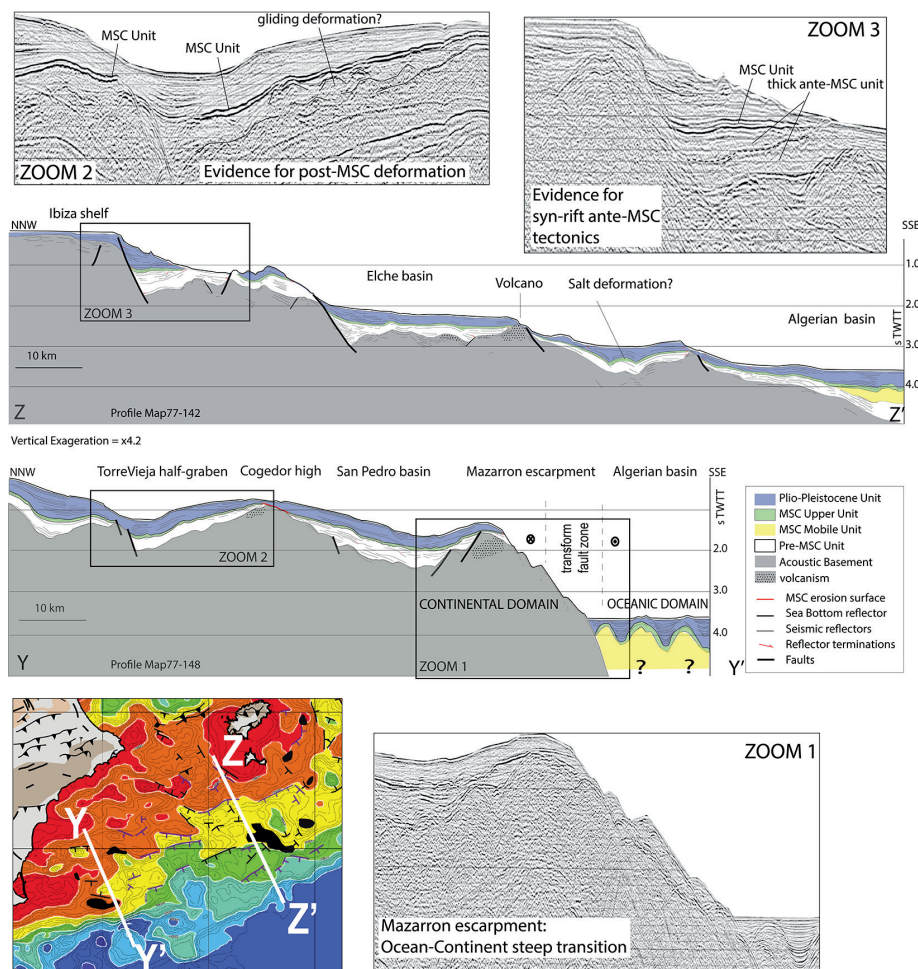 gliding deformation?
MSC Unit
MSC Unit
ZOOM 2
Evidence for post-MSC deformation
ZOOM 3
MSC Unit
thick ante-MSC unit
Evidence for
syn-rift ante-MSC
tectonics
NNW
Ibiza shelf
SSE
Elche basin
Volcano
Salt deformation?
Algerian basin
ZOOM 3
1.0
2.0
s TWTT
3.0
4.0
10 km
Z
Profile Map77-142
Z'
Vertical Exageration = x4.2
NNW
TorreVieja half-graben
Cogedor high
San Pedro basin
Mazarron escarpment
Algerian basin
SSE
s TWTT
ZOOM 2
transform
fault zone
2.0
3.0
4.0
10 km
CONTINENTAL DOMAIN
OCEANIC DOMAIN
Y
Profile Map77-148
ZOOM 1
? ?
Y'
Plio-Pleistocene Unit
MSC Upper Unit
MSC Mobile Unit
Pre-MSC Unit
Acoustic Basement
volcanism
MSC erosion surface
Sea Bottom reflector
Seismic reflectors
Reflector terminations
Faults
Z
Y
Z'
Y'
ZOOM 1
Mazarron escarpment:
Ocean-Continent steep transition